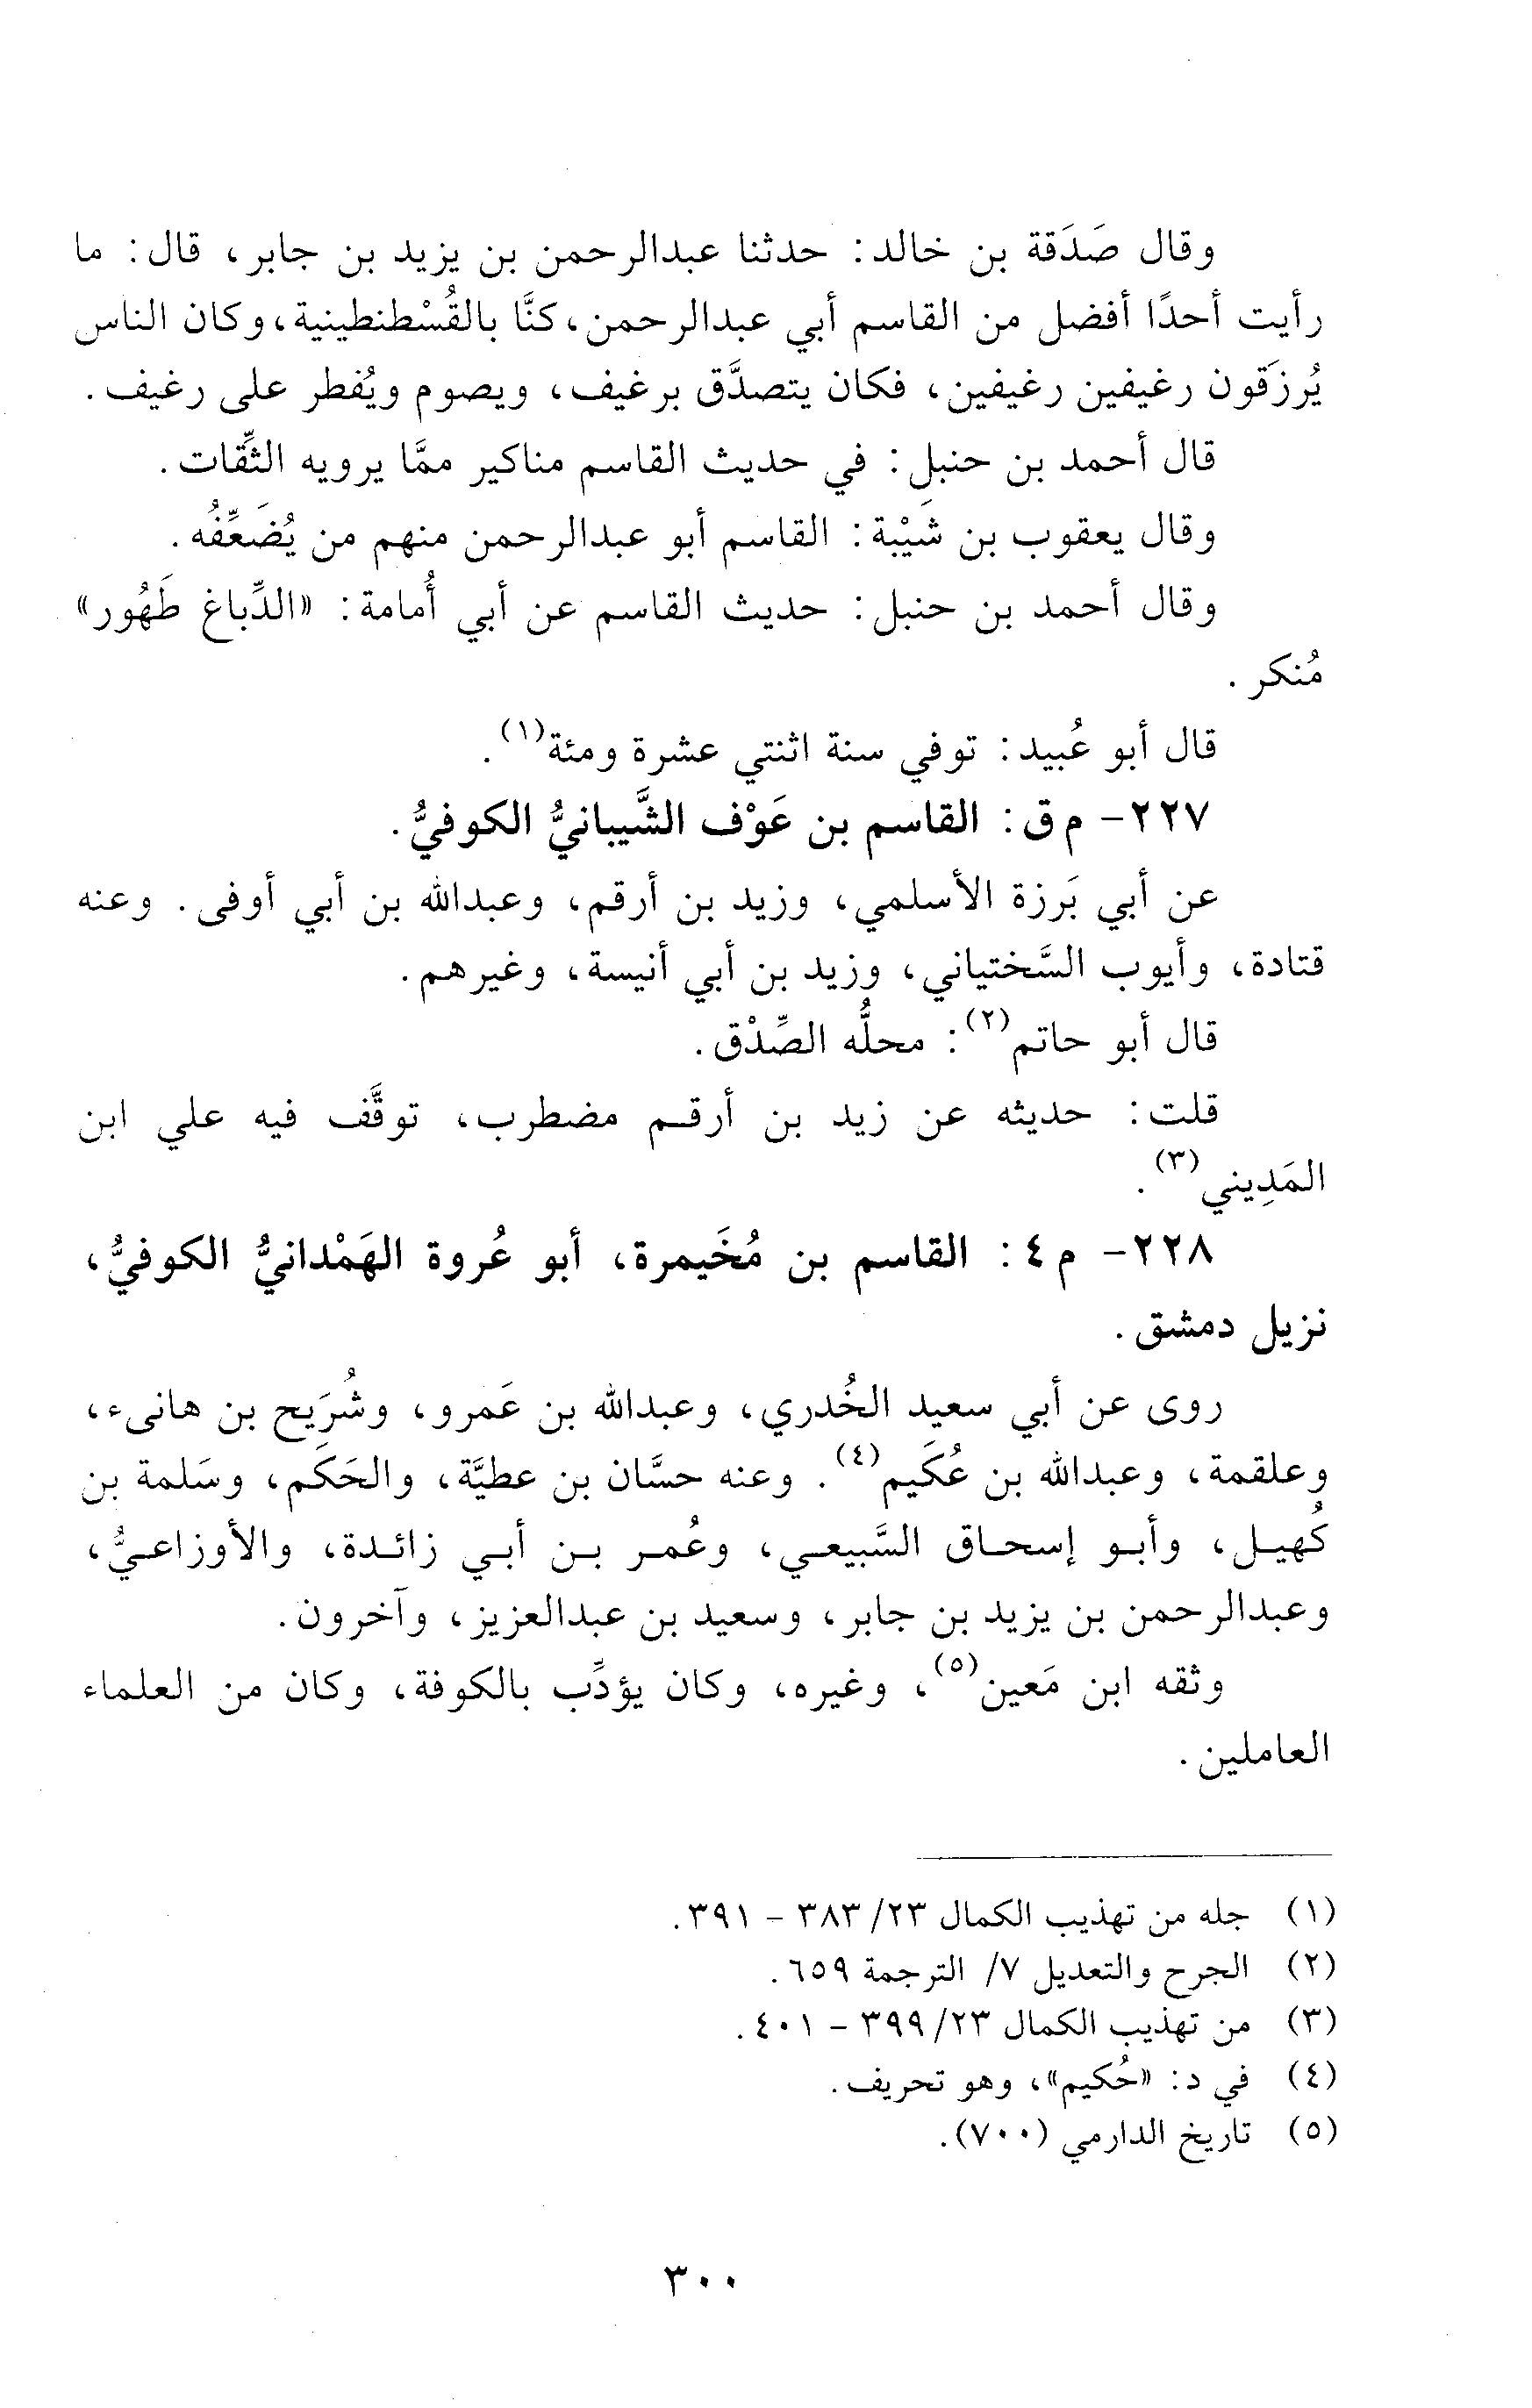 وقال صَدَقة بن خالد: حدثنا عبدالرحمن بن يزيد بن جابر، قال: ما
رأيت أحدًا أفضل من القاسم أبي عبدالرحمن، كنَّا بالقُسْطنطينية، وكان الناس
يُرزَقون رغيفين رغيفين، فكان يتصدَّق برغيف، ويصوم ويُفطر على رغيف.
قال أحمد بن حنبل: في حديث القاسم مناكير ممَّا يرويه الثِّقات.
وقال يعقوب بن شَيْبة: القاسم أبو عبدالرحمن منهم من يُضَعِّفُه.
وقال أحمد بن حنبل: حديث القاسم عن أبي أُمامة: «الدِّباغ طَهُور»
مُنكر.
قال أبو عُبيد: توفي سنة اثنتي عشرة ومئة(١).
٢٢٧- م ق: القاسم بن عَوْف الشَّيبانيُّ الكوفيُّ.
عن أبي بَرزة الأسلمي، وزيد بن أرقم، وعبدالله بن أبي أوفى. وعنه
قتادة، وأيوب السَّختياني، وزيد بن أبي أنيسة، وغيرهم.
قال أبو حاتم(٢): محلُّه الصِّدْق.
قلت: حديثه عن زيد بن أرقم مضطرب، توقَّف فيه علي ابن
المَدِيني(٣).
٢٢٨- م ٤: القاسم بن مُخَيمرة، أبو عُروة الهَمْدانيُّ الكوفيُّ،
نزيل دمشق.
روى عن أبي سعيد الخُدري، وعبدالله بن عَمرو، وشُرَيح بن هانىء،
وعلقمة، وعبدالله بن عُكَيم(٤). وعنه حسَّان بن عطيَّة، والحَكَم، وسَلمة بن
كُهيل، وأبو إسحاق السَّبيعي، وعُمر بن أبي زائدة، والأوزاعيُّ،
وعبدالرحمن بن يزيد بن جابر، وسعيد بن عبدالعزيز، وآخرون.
وثقه ابن مَعين(٥)، وغيره، وكان يؤدِّب بالكوفة، وكان من العلماء
العاملين.
(١) جله من تهذيب الكمال ٢٣/ ٣٨٣ - ٣٩١.
(٢) الجرح والتعديل ٧/ الترجمة ٦٥٩.
(٣) من تهذيب الكمال ٢٣/ ٣٩٩ - ٤٠١.
(٤) في د: «حُكيم»، وهو تحريف.
(٥) تاريخ الدارمي (٧٠٠).
٣٠٠